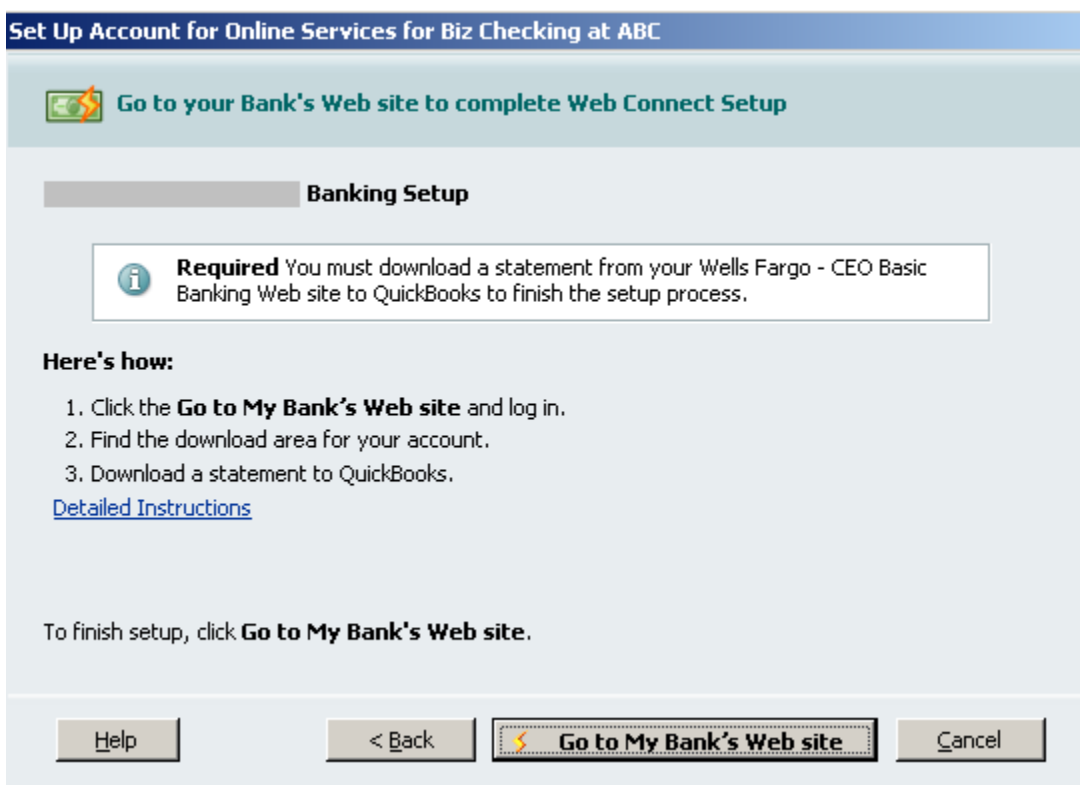 Set Up Account for Online Services for Biz Checking at ABC
Go to your Bank's Web site to complete Web Connect Setup
Banking Setup
Required You must download a statement from your Wells Fargo - CEO Basic
Banking Web site to QuickBooks to finish the setup process.
Here's how:
1. Click the Go to My Bank's Web site and log in.
2. Find the download area for your account.
3. Download a statement to QuickBooks.
Detailed Instructions
To finish setup, click Go to My Bank's Web site.
Help < Back Go to My Bank's Web site Cancel